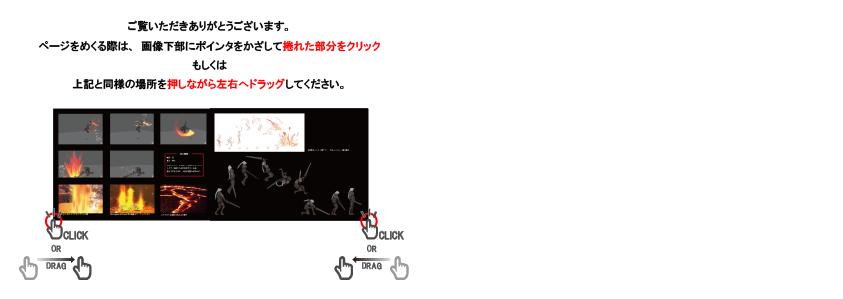 ご覧いただきありがとうございます。
ページをめくる際は、画像下部にポインタをかざして捲れた部分をクリック
もしくは
上記と同様の場所を押しながら左右へドラッグしてください。
CLICK
CLICK
OR
OR
DRAG
DRAG